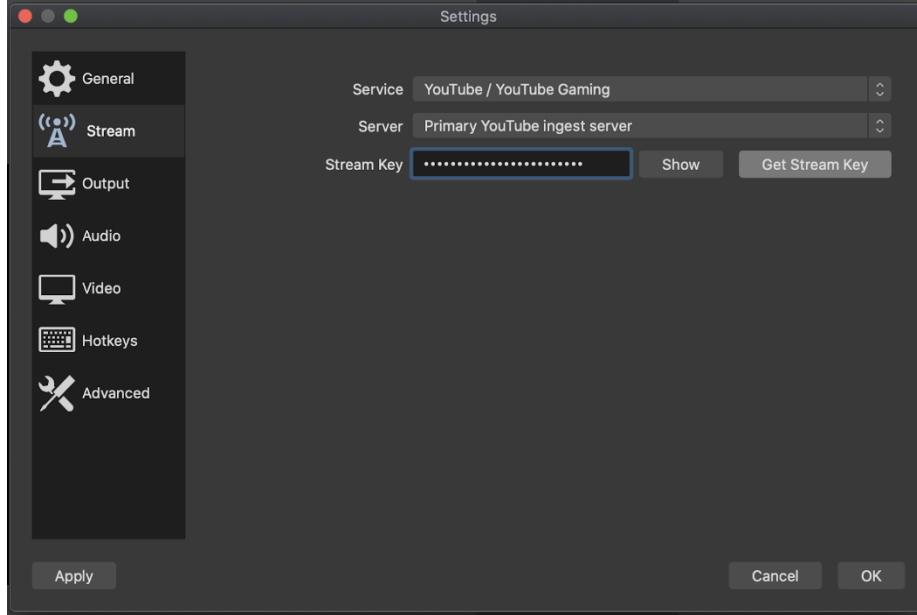 Settings
General
Stream
Output
Audio
Video
Hotkeys
Advanced
Service YouTube / YouTube Gaming
Server Primary YouTube ingest server
Stream Key •••••••••••••••••••••••• Show Get Stream Key
Apply Cancel OK